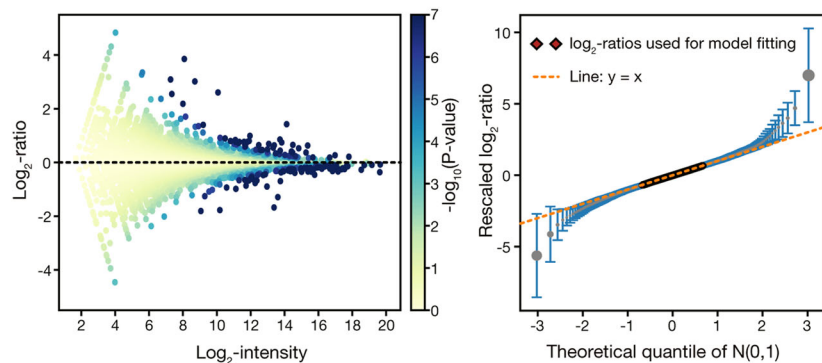 4
2
0
-2
-4
Log2-ratio
2 4 6 8 10 12 14 16 18 20
Log2-intensity
7
6
5
4
3
2
1
0
-log10(P-value)
log2-ratios used for model fitting
Line: y = x
10
5
0
-5
Rescaled log2-ratio
-3 -2 -1 0 1 2 3
Theoretical quantile of N(0,1)